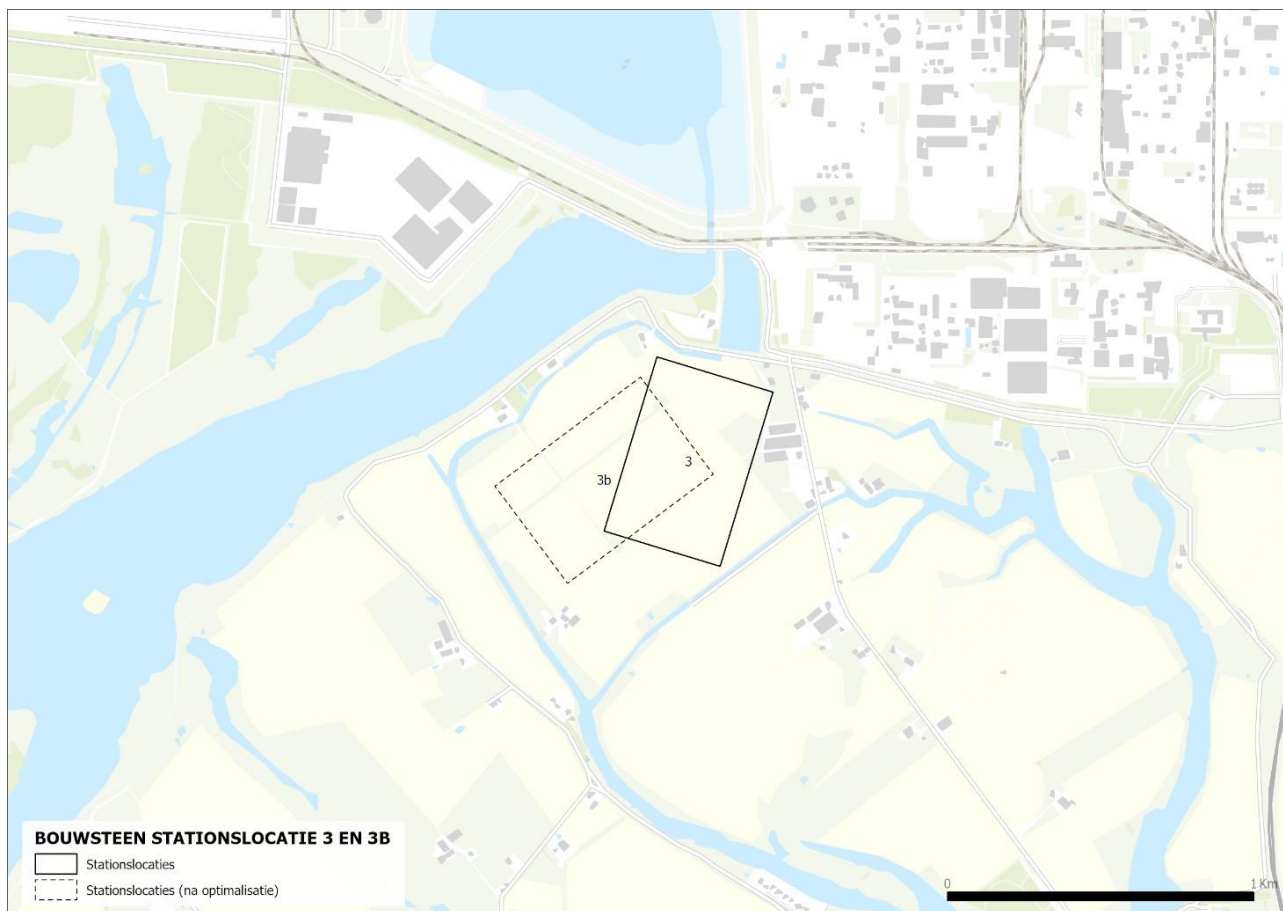 3
3b
BOUWSTEEN STATIONSLOCATIE 3 EN 3B
Stationslocaties
Stationslocaties (na optimalisatie)
0 1 Km